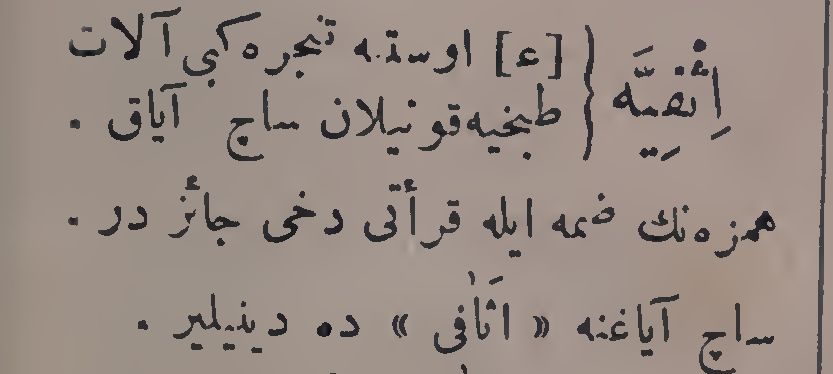 اِثْفِيَّه } [ع] اوستنه تنجره كبى آلات
طبخيه قونيلان ساج آياق .
همزه‌نك ضمه ايله قرأتى دخى جائز در .
ساج آياغنه « اَثَافى » ده دينيلير .